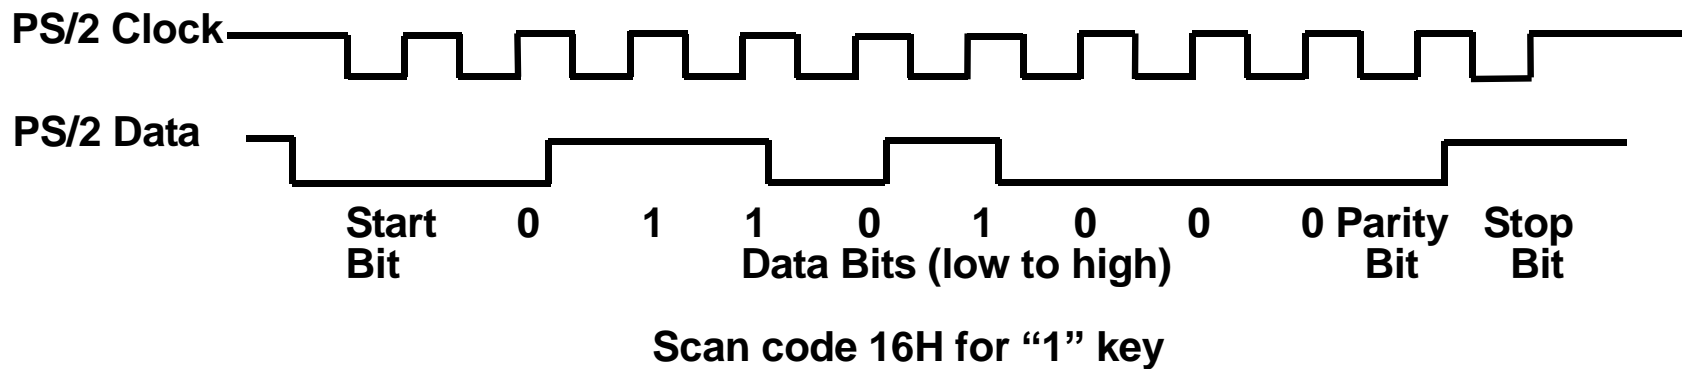 PS/2 Clock
PS/2 Data
Start 0 1 1 0 1 0 0 0 Parity Stop
Bit Data Bits (low to high) Bit Bit
Scan code 16H for “1” key